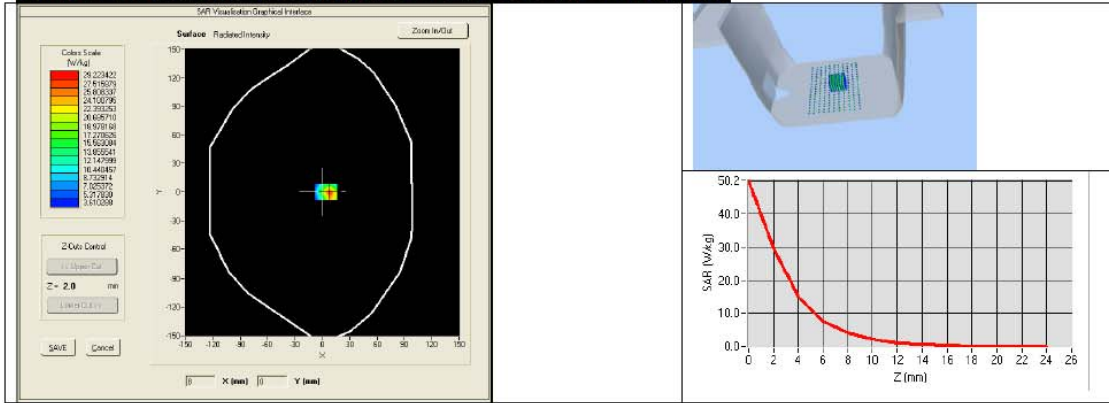 SAR Visualisation Graphical Interface
Surface Radiated Intensity
Zoom In/Out
Colors Scale
(W/kg)
29.223422
27.515879
25.808337
24.100795
22.393253
20.685710
18.978168
17.270626
15.563084
13.855541
12.147999
10.440457
8.732914
7.025372
5.317830
3.610288
150-
120-
90-
60-
30-
Y 0-
-30-
-60-
-90-
-120-
-150-
-150 -120 -90 -60 -30 0 30 60 90 120 150
X
Z-Cuts Control
Z = 2.0 mm
SAVE Cancel
X (mm) Y (mm)
50.2-
40.0-
30.0-
20.0-
10.0-
0.0-
SAR (W/kg)
0 2 4 6 8 10 12 14 16 18 20 22 24 26
Z (mm)